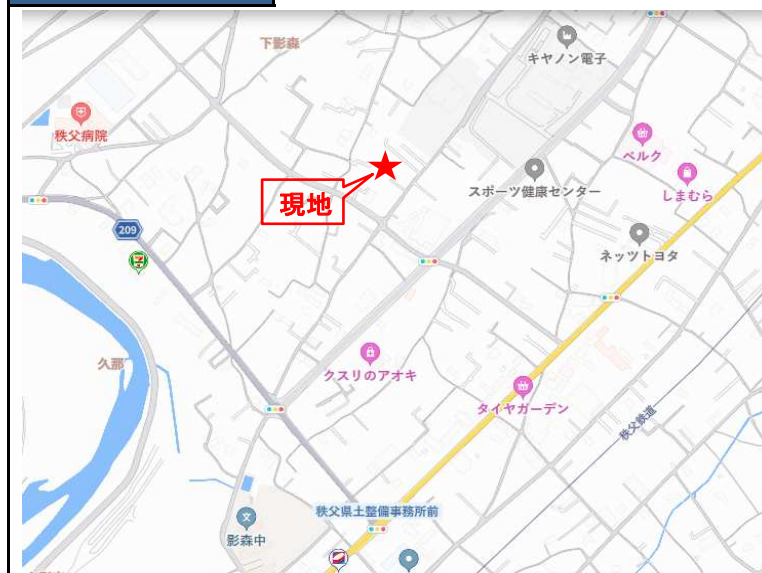 下影森
キヤノン電子
秩父病院
ベルク
しまむら
スポーツ健康センター
現地
209
ネッツトヨタ
7
久那
クスリのアオキ
タイヤガーデン
秩父鉄道
秩父県土整備事務所前
文
影森中